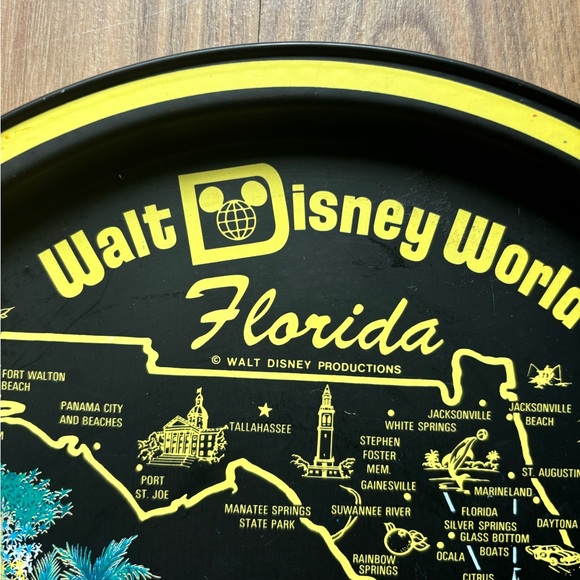 Walt Disney World
Florida
© WALT DISNEY PRODUCTIONS
FORT WALTON
BEACH
PANAMA CITY
AND BEACHES
TALLAHASSEE
PORT
ST. JOE
MANATEE SPRINGS
STATE PARK
WHITE SPRINGS
STEPHEN
FOSTER
MEM.
GAINESVILLE
SUWANNEE RIVER
RAINBOW
SPRINGS
JACKSONVILLE
JACKSONVILLE
BEACH
ST. AUGUSTIN
MARINELAND
FLORIDA
SILVER SPRINGS
GLASS BOTTOM
BOATS
OCALA
DAYTONA
CITRUS